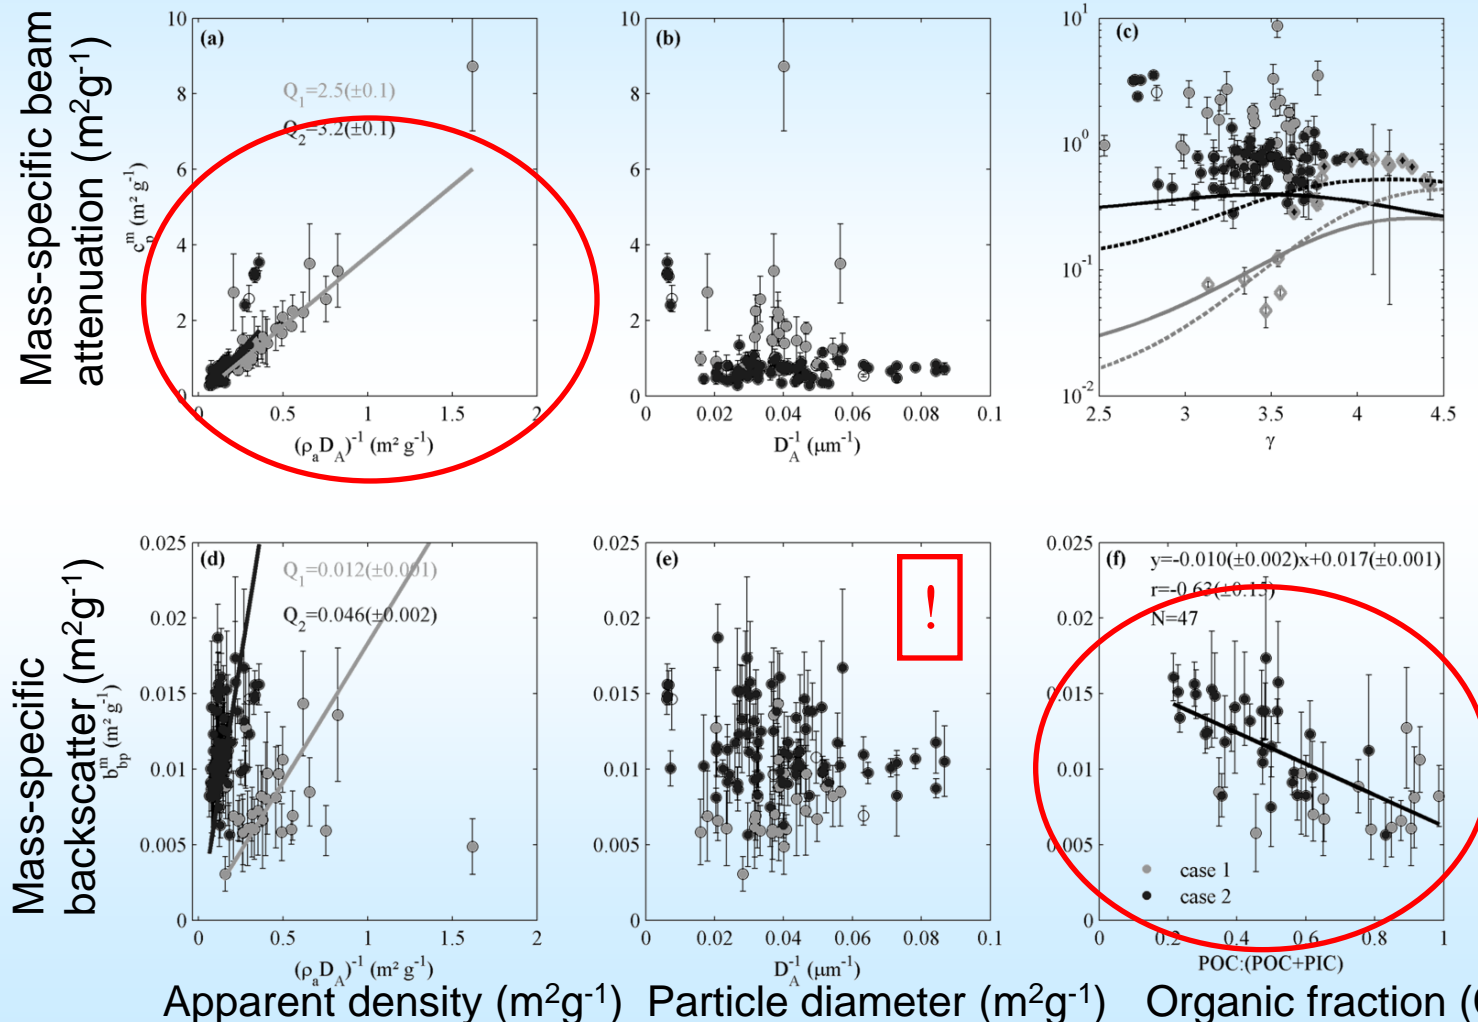 Mass-specific beam
attenuation (m²g⁻¹)
(a)
Q₁=2.5(±0.1)
Q₂=3.2(±0.1)
cₚᵐ (m² g⁻¹)
10
8
6
4
2
0
0 0.5 1 1.5 2
(ρₐDA)⁻¹ (m² g⁻¹)
(b)
10
8
6
4
2
0
0 0.02 0.04 0.06 0.08 0.1
DA⁻¹ (μm⁻¹)
(c)
10¹
10⁰
10⁻¹
10⁻²
2.5 3 3.5 4 4.5
γ
Mass-specific
backscatter (m²g⁻¹)
(d)
Q₁=0.012(±0.001)
Q₂=0.046(±0.002)
bbpᵐ (m² g⁻¹)
0.025
0.02
0.015
0.01
0.005
0
0 0.5 1 1.5 2
(ρₐDA)⁻¹ (m² g⁻¹)
(e)
!
0.025
0.02
0.015
0.01
0.005
0
0 0.02 0.04 0.06 0.08 0.1
DA⁻¹ (μm⁻¹)
(f)
y=-0.010(±0.002)x+0.017(±0.001)
r=-0.63(±0.15)
N=47
0.025
0.02
0.015
0.01
0.005
0
case 1
case 2
0 0.2 0.4 0.6 0.8 1
POC:(POC+PIC)
Apparent density (m²g⁻¹) Particle diameter (m²g⁻¹) Organic fraction (